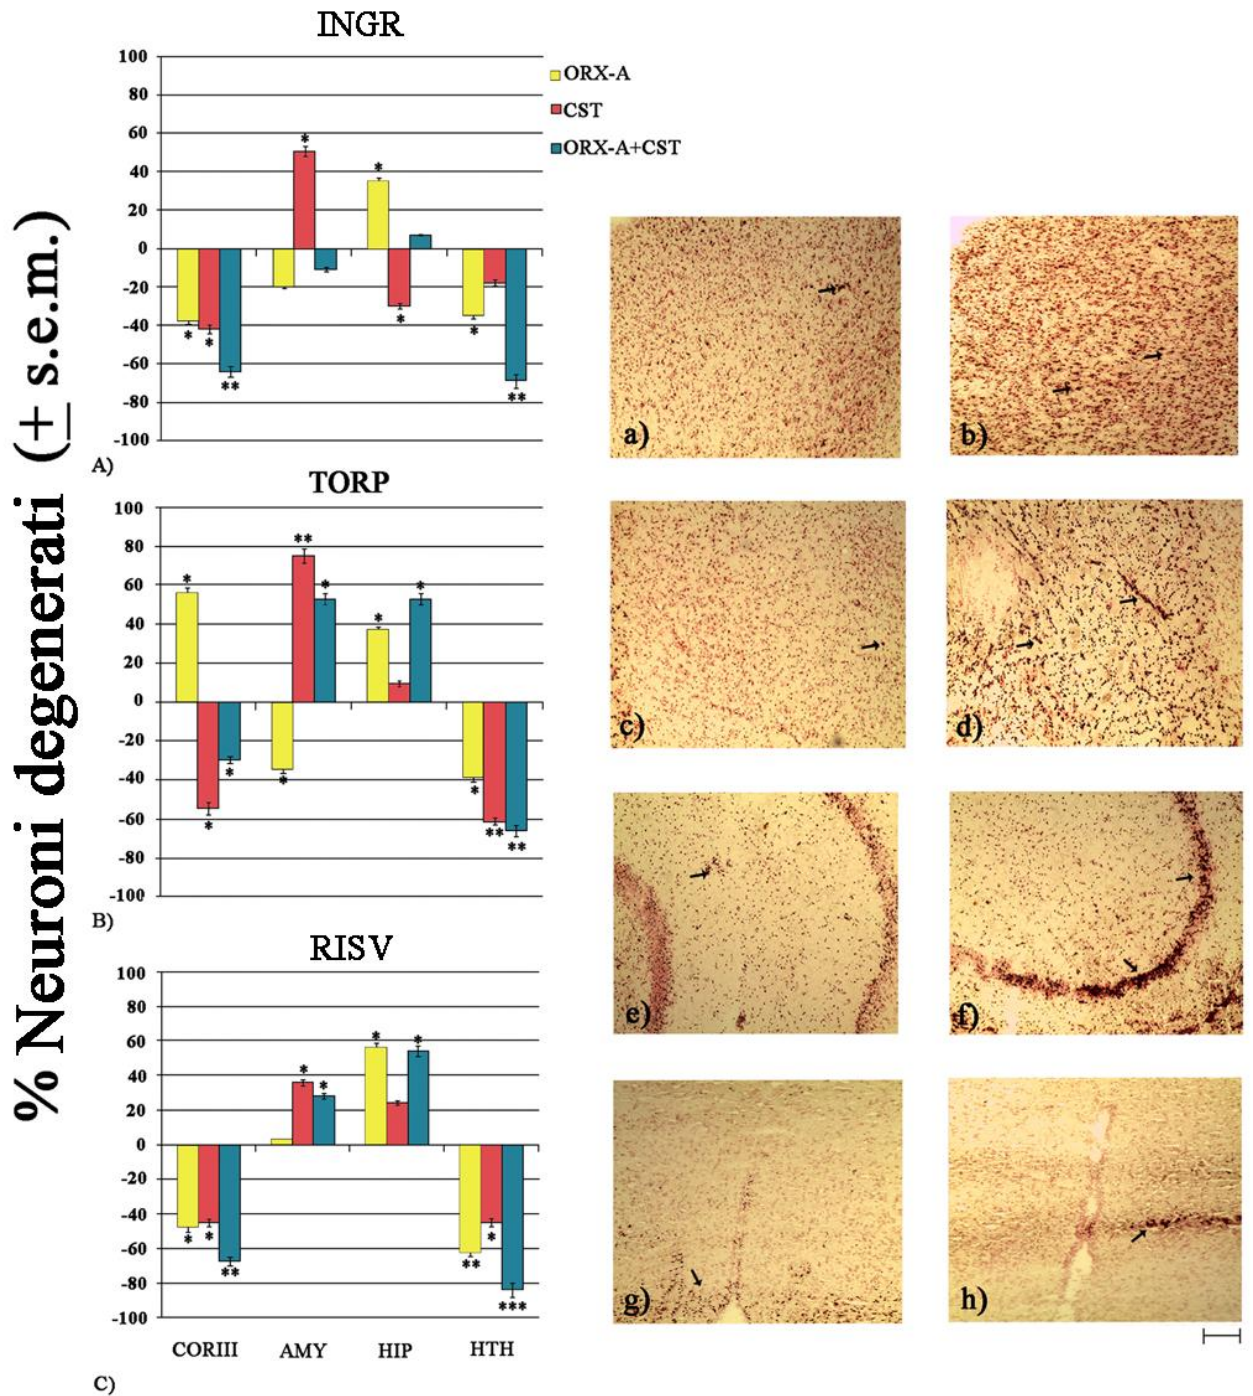 % Neuroni degenerati (± s.e.m.)
INGR
100
80
60
40
20
0
-20
-40
-60
-80
-100
* * **
*
* *
* **
ORX-A
CST
ORX-A+CST
A)
TORP
100
80
60
40
20
0
-20
-40
-60
-80
-100
* * *
* ** *
* *
* ** **
B)
RISV
100
80
60
40
20
0
-20
-40
-60
-80
-100
* * **
* *
* *
** * ***
CORIII AMY HIP HTH
C)
a) b)
c) d)
e) f)
g) h)